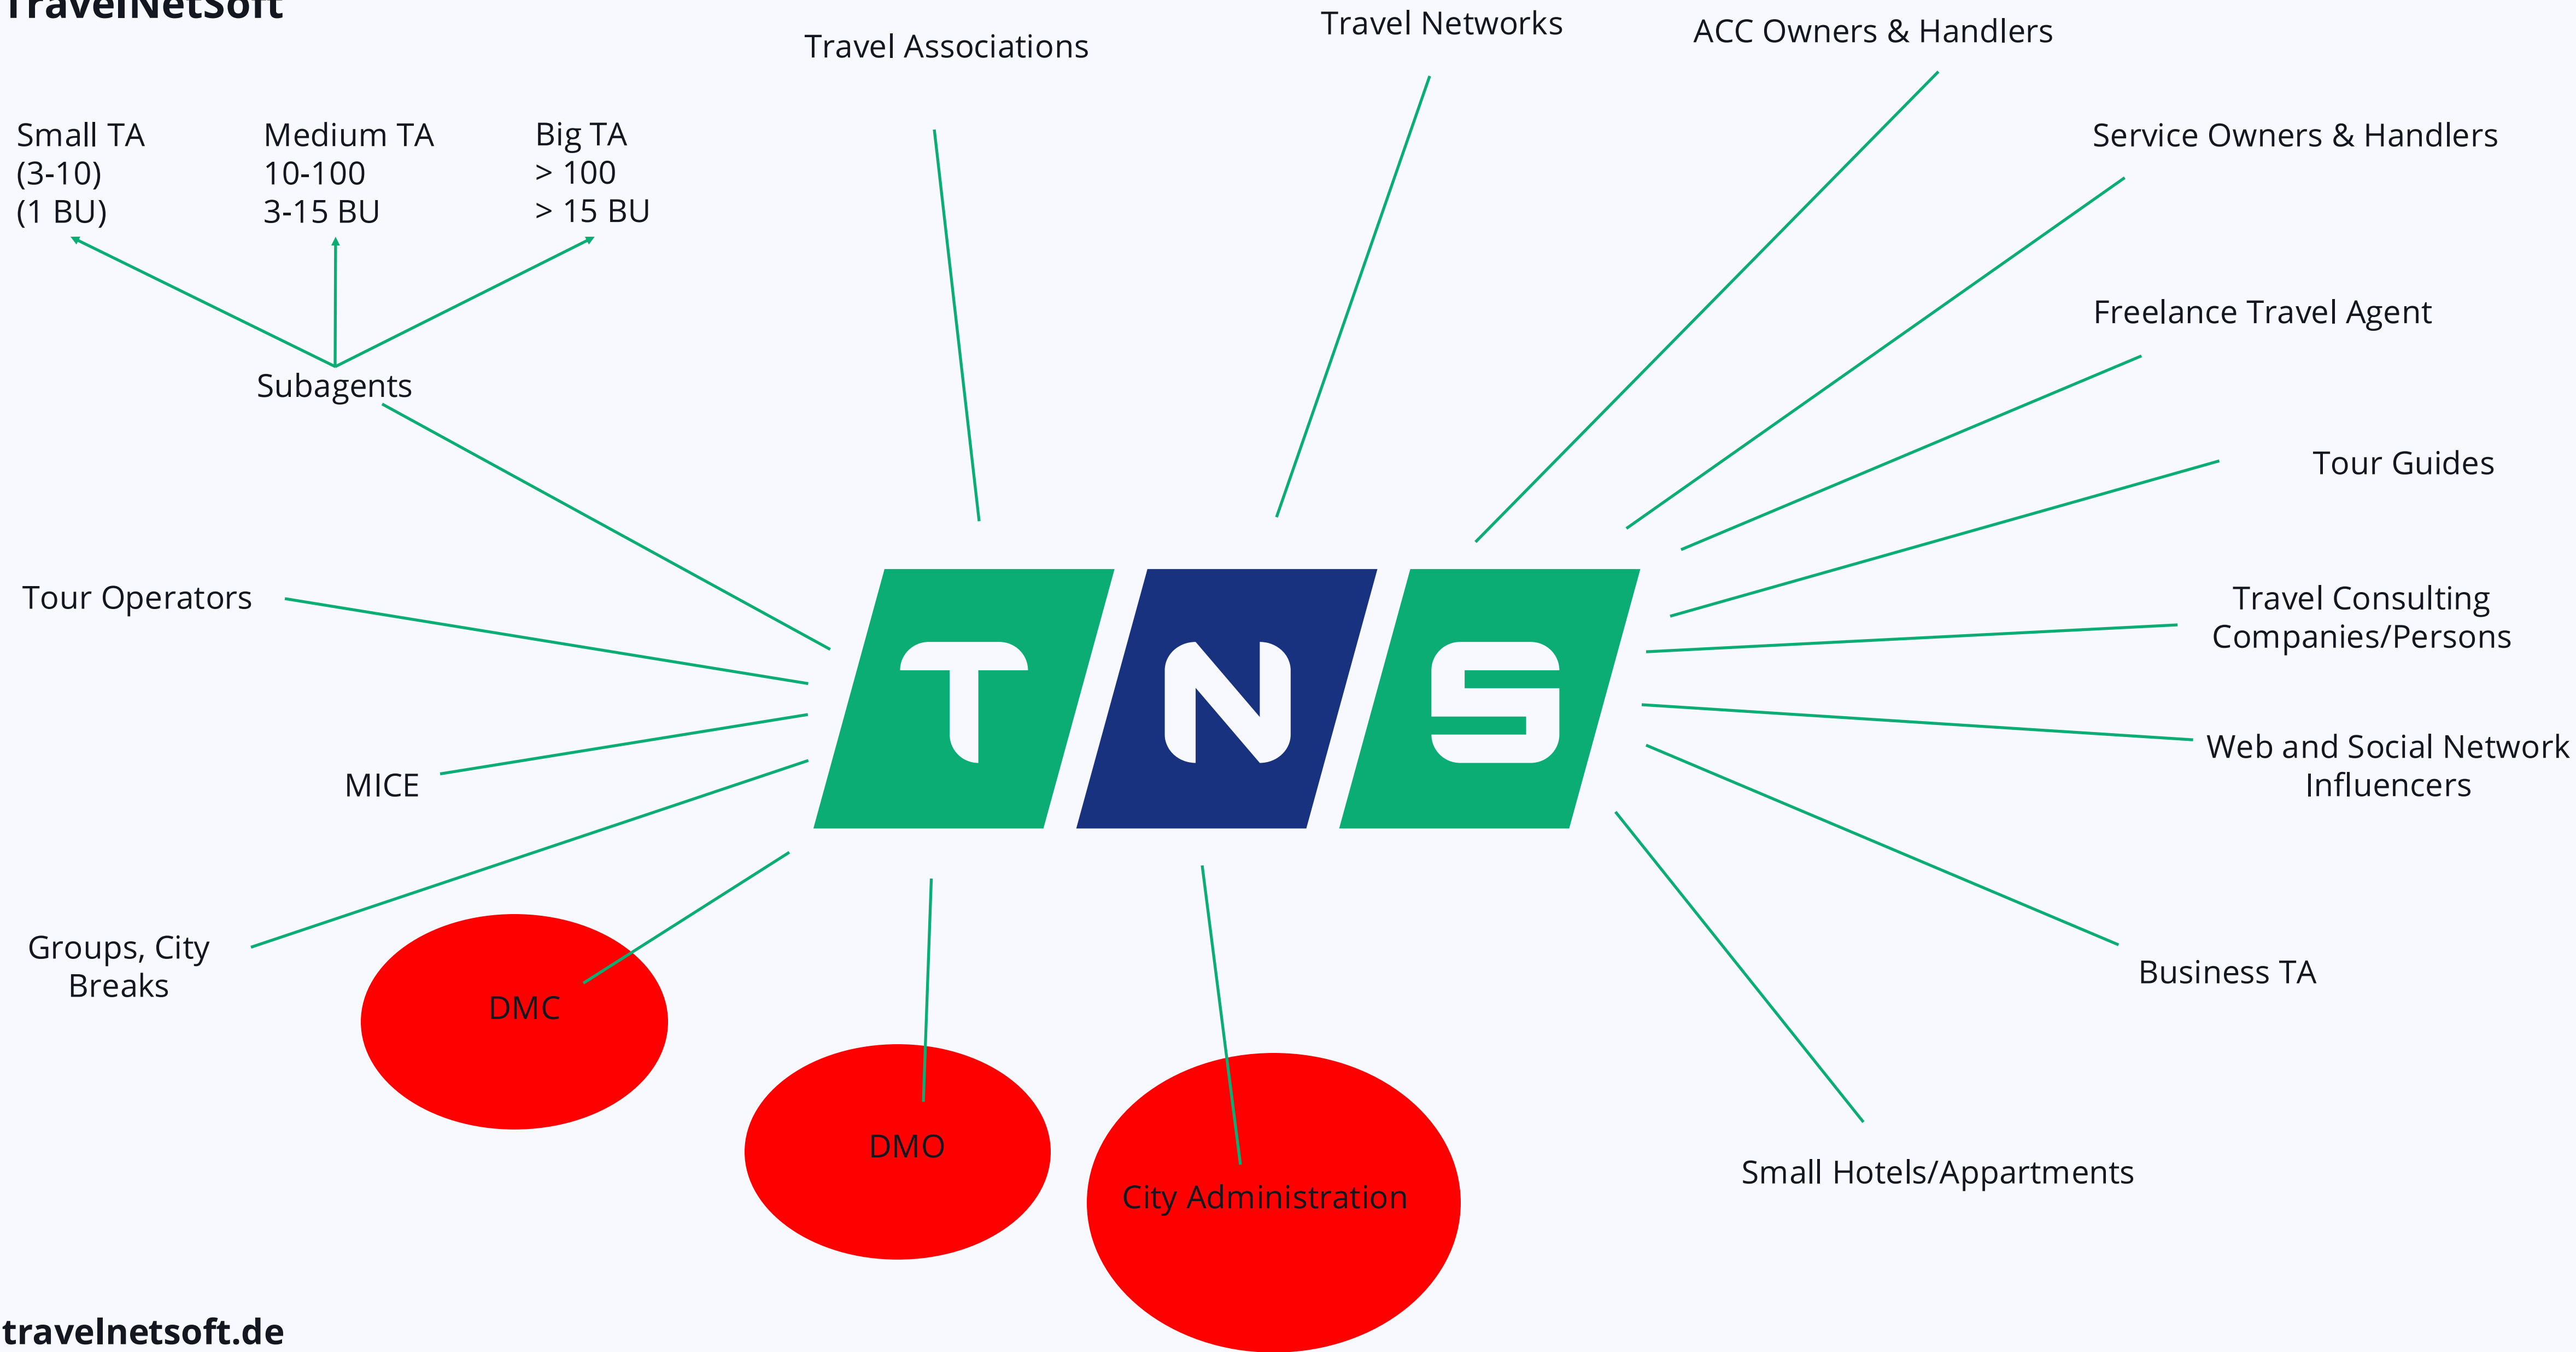 TravelNetSoft
Travel Associations
Travel Networks
ACC Owners & Handlers
Small TA
(3-10)
(1 BU)
Medium TA
10-100
3-15 BU
Big TA
> 100
> 15 BU
Service Owners & Handlers
Freelance Travel Agent
Subagents
Tour Guides
Tour Operators
Travel Consulting
Companies/Persons
TNS
MICE
Web and Social Network
Influencers
Groups, City
Breaks
DMC
Business TA
DMO
City Administration
Small Hotels/Appartments
travelnetsoft.de